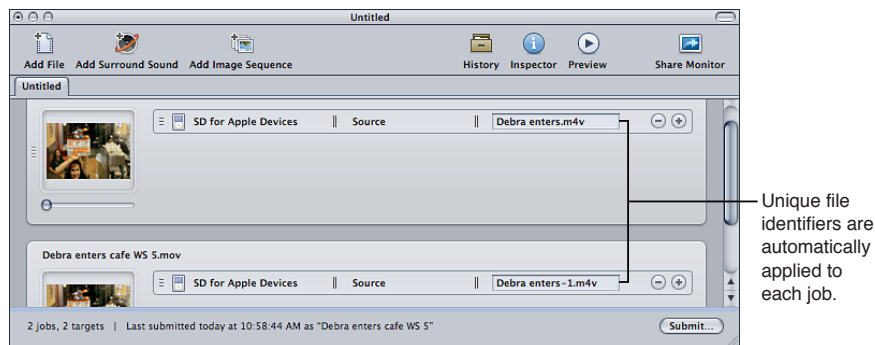 Untitled
Add File Add Surround Sound Add Image Sequence History Inspector Preview Share Monitor
Untitled
SD for Apple Devices Source Debra enters.m4v
Debra enters cafe WS 5.mov
SD for Apple Devices Source Debra enters-1.m4v
2 jobs, 2 targets | Last submitted today at 10:58:44 AM as "Debra enters cafe WS 5" Submit...
Unique file
identifiers are
automatically
applied to
each job.